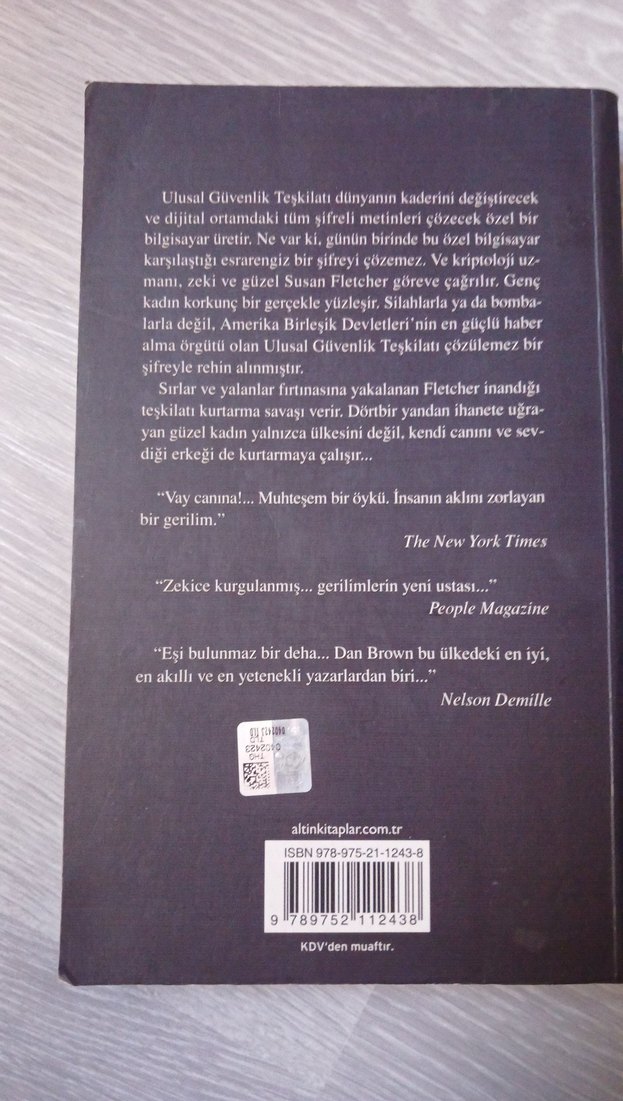 Ulusal Güvenlik Teşkilatı dünyanın kaderini değiştirecek
ve dijital ortamdaki tüm şifreli metinleri çözecek özel bir
bilgisayar üretir. Ne var ki, günün birinde bu özel bilgisayar
karşılaştığı esrarengiz bir şifreyi çözemez. Ve kriptoloji uz-
manı, zeki ve güzel Susan Fletcher göreve çağrılır. Genç
kadın korkunç bir gerçekle yüzleşir. Silahlarla ya da bomba-
larla değil, Amerika Birleşik Devletleri'nin en güçlü haber
alma örgütü olan Ulusal Güvenlik Teşkilatı çözülemez bir
şifreyle rehin alınmıştır.
Sırlar ve yalanlar fırtınasına yakalanan Fletcher inandığı
teşkilatı kurtarma savaşı verir. Dörtbir yandan ihanete uğra-
yan güzel kadın yalnızca ülkesini değil, kendi canını ve sev-
diği erkeği de kurtarmaya çalışır...
"Vay canına!... Muhteşem bir öykü. İnsanın aklını zorlayan
bir gerilim."
The New York Times
"Zekice kurgulanmış... gerilimlerin yeni ustası..."
People Magazine
"Eşi bulunmaz bir deha... Dan Brown bu ülkedeki en iyi,
en akıllı ve en yetenekli yazarlardan biri..."
Nelson Demille
0402423
THG
altinkitaplar.com.tr
ISBN 978-975-21-1243-8
9 789752 112438
KDV'den muaftır.